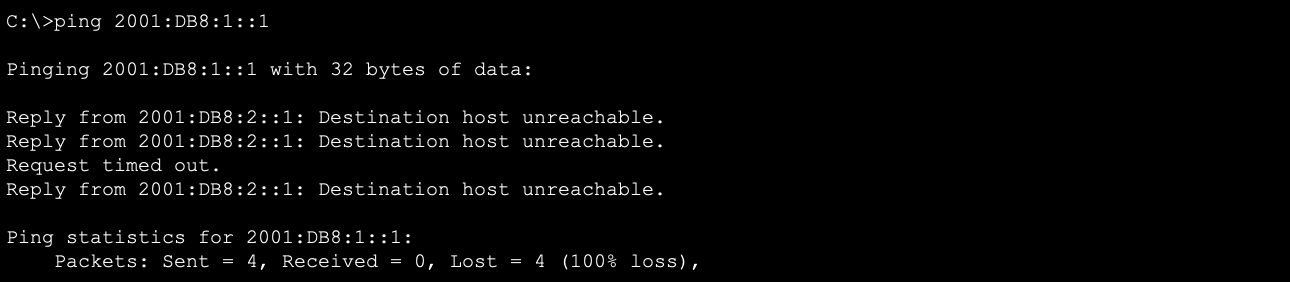 C:\>ping 2001:DB8:1::1
Pinging 2001:DB8:1::1 with 32 bytes of data:
Reply from 2001:DB8:2::1: Destination host unreachable.
Reply from 2001:DB8:2::1: Destination host unreachable.
Request timed out.
Reply from 2001:DB8:2::1: Destination host unreachable.
Ping statistics for 2001:DB8:1::1:
    Packets: Sent = 4, Received = 0, Lost = 4 (100% loss),